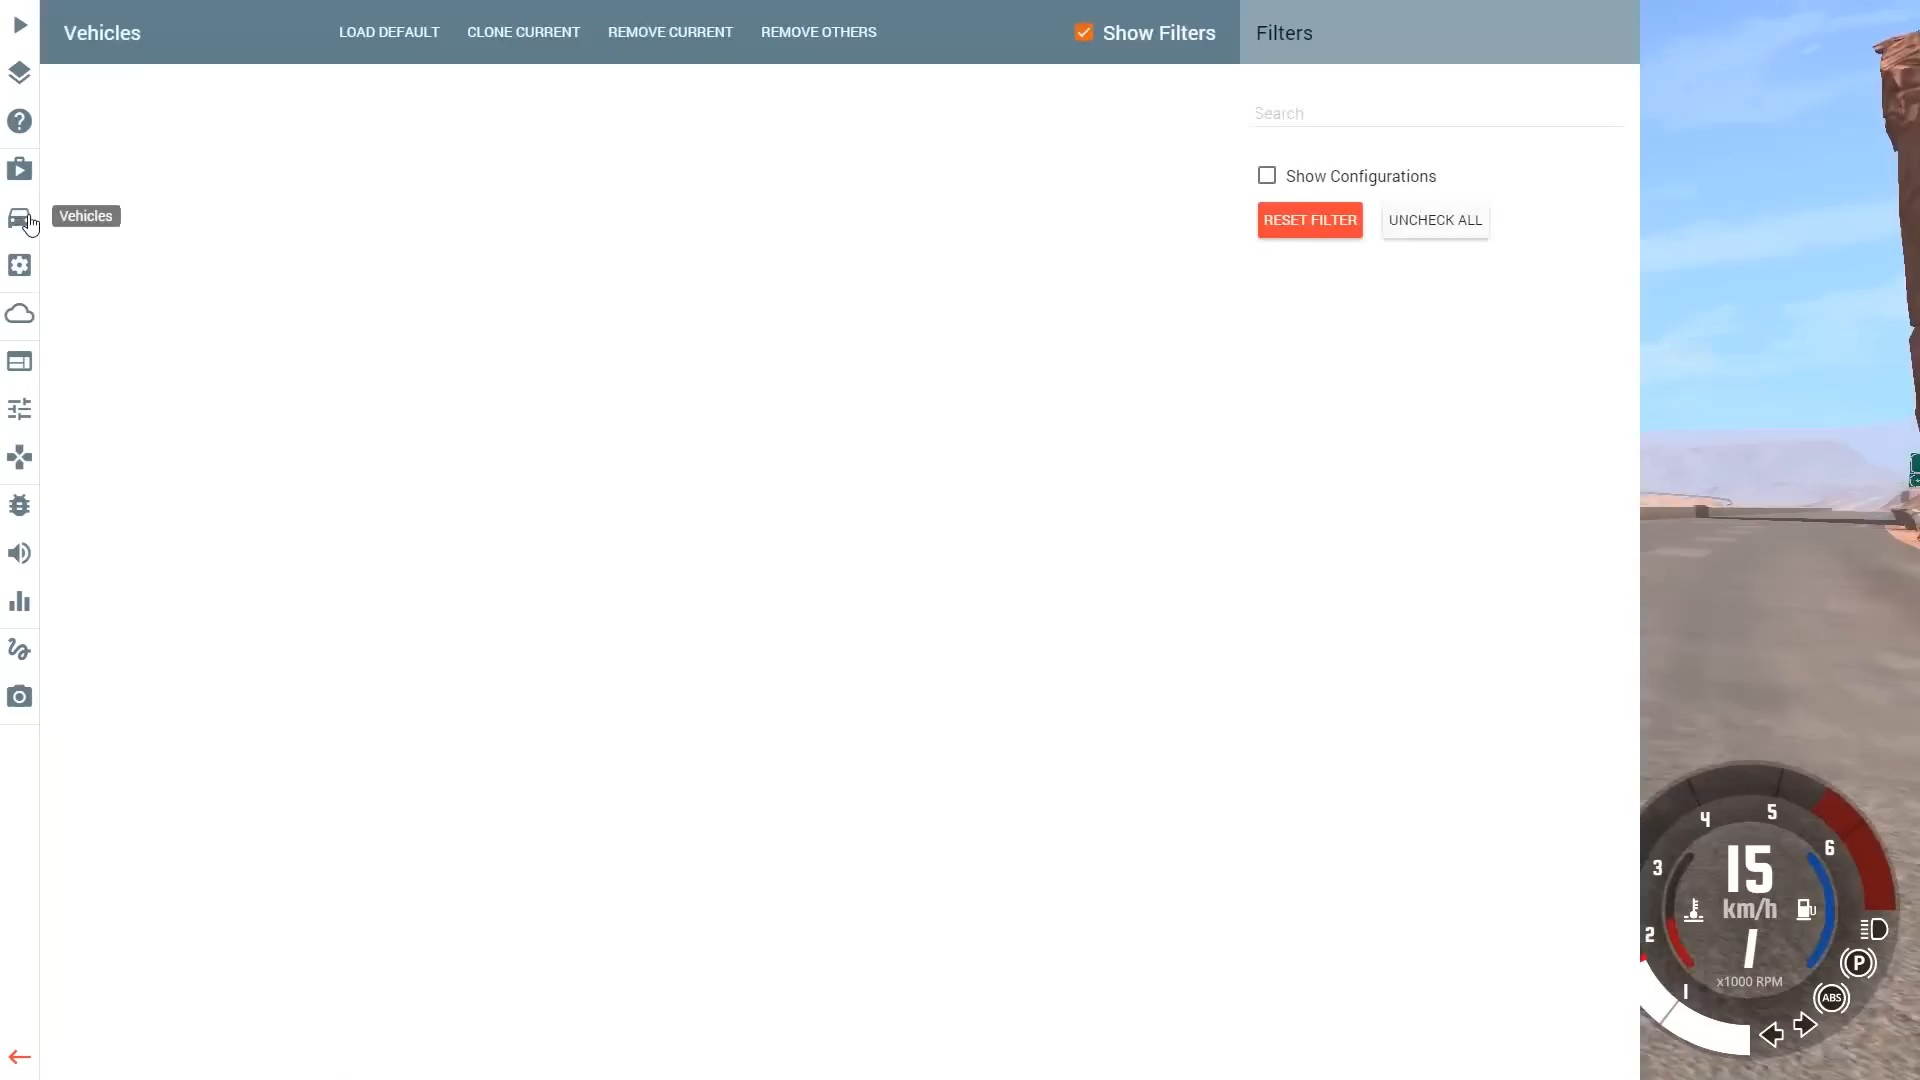 Vehicles
LOAD DEFAULT
CLONE CURRENT
REMOVE CURRENT
REMOVE OTHERS
Show Filters
Filters
Search
Show Configurations
Vehicles
RESET FILTER
UNCHECK ALL
5
4
6
3
15
km/h
2
1
x1000 RPM
1
P
ABS